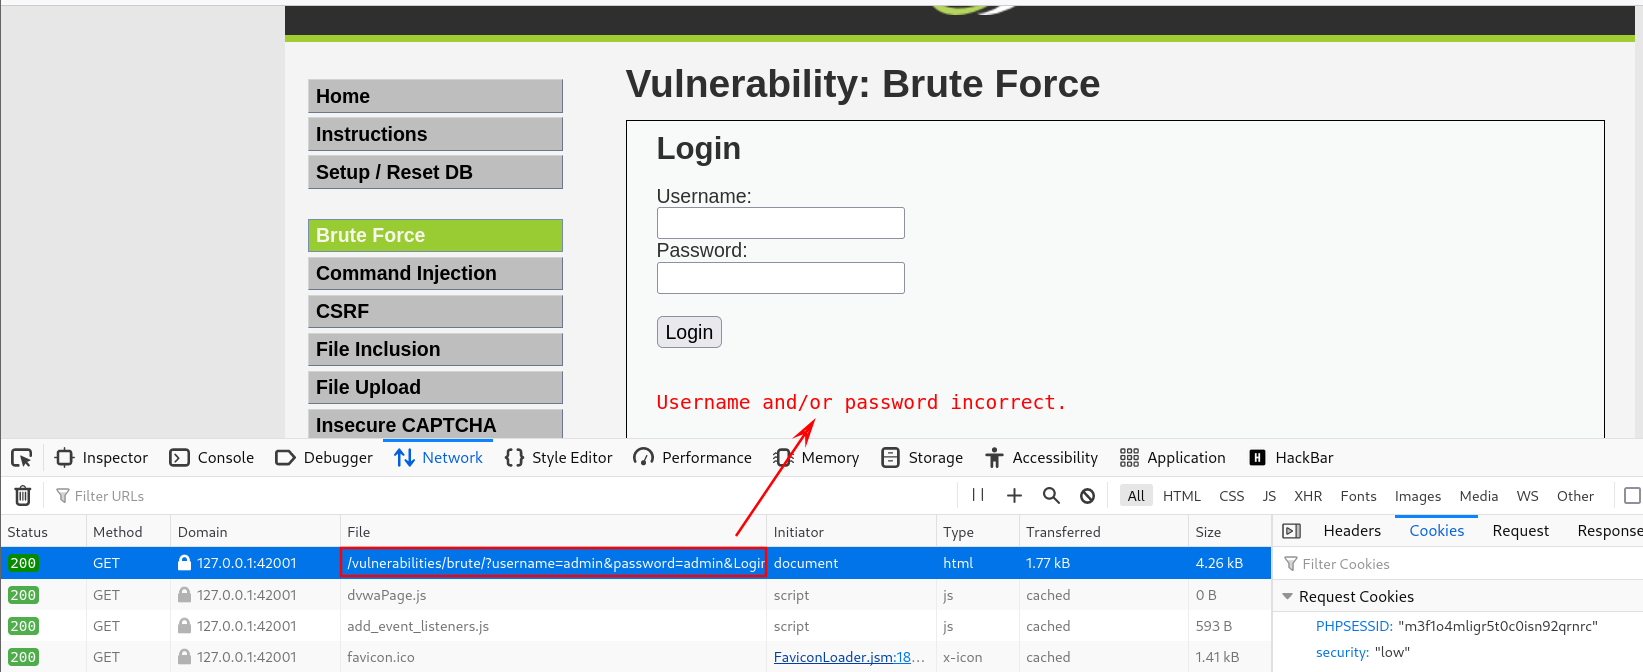 Vulnerability: Brute Force
Home
Instructions
Setup / Reset DB
Brute Force
Command Injection
CSRF
File Inclusion
File Upload
Insecure CAPTCHA
Login
Username:
Password:
Login
Username and/or password incorrect.
Inspector Console Debugger Network Style Editor Performance Memory Storage Accessibility Application HackBar
Filter URLs All HTML CSS JS XHR Fonts Images Media WS Other
Status Method Domain File Initiator Type Transferred Size
200 GET 127.0.0.1:42001 /vulnerabilities/brute/?username=admin&password=admin&Login document html 1.77 kB 4.26 kB
200 GET 127.0.0.1:42001 dvwaPage.js script js cached 0 B
200 GET 127.0.0.1:42001 add_event_listeners.js script js cached 593 B
200 GET 127.0.0.1:42001 favicon.ico FaviconLoader.jsm:18... x-icon cached 1.41 kB
Headers Cookies Request Response
Filter Cookies
Request Cookies
PHPSESSID: "m3f1o4mligr5t0c0isn92qrnrc"
security: "low"